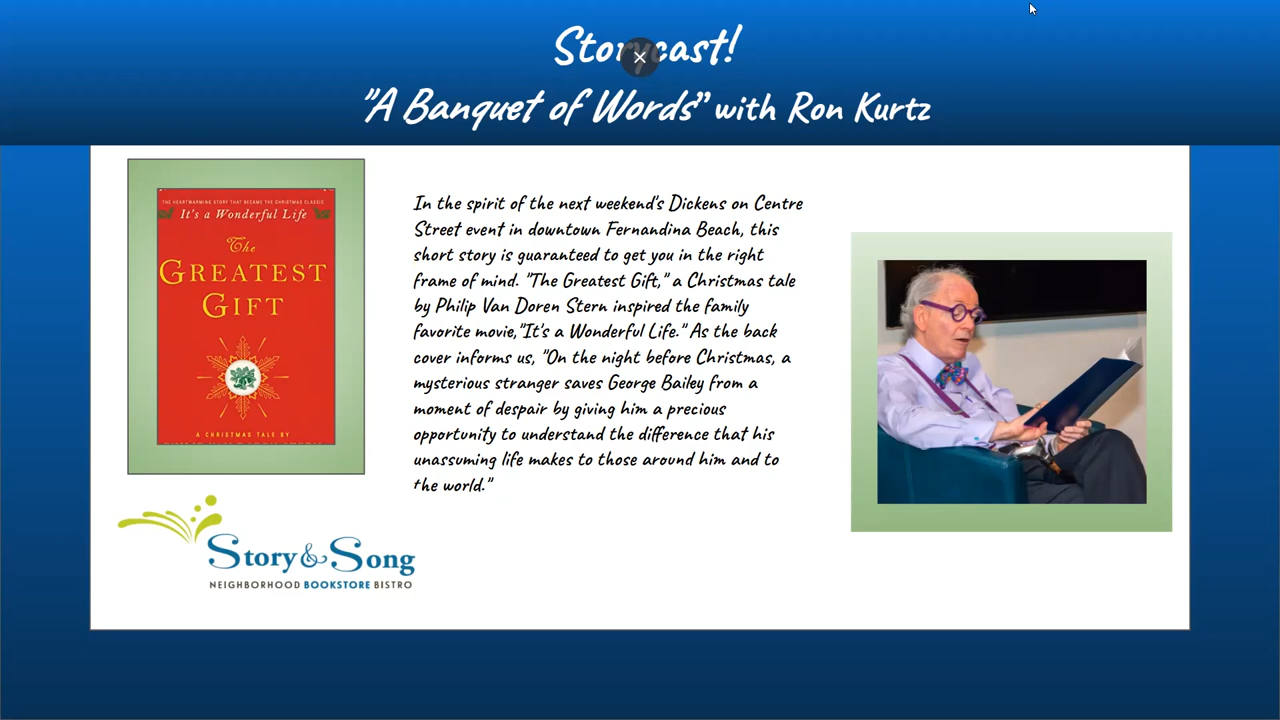 Storycast!
"A Banquet of Words" with Ron Kurtz
THE HEARTWARMING STORY THAT BECAME THE CHRISTMAS CLASSIC
It's a Wonderful Life
The
GREATEST
GIFT
A CHRISTMAS TALE BY
In the spirit of the next weekend's Dickens on Centre
Street event in downtown Fernandina Beach, this
short story is guaranteed to get you in the right
frame of mind. "The Greatest Gift," a Christmas tale
by Philip Van Doren Stern inspired the family
favorite movie,"It's a Wonderful Life." As the back
cover informs us, "On the night before Christmas, a
mysterious stranger saves George Bailey from a
moment of despair by giving him a precious
opportunity to understand the difference that his
unassuming life makes to those around him and to
the world."
Story & Song
NEIGHBORHOOD BOOKSTORE BISTRO